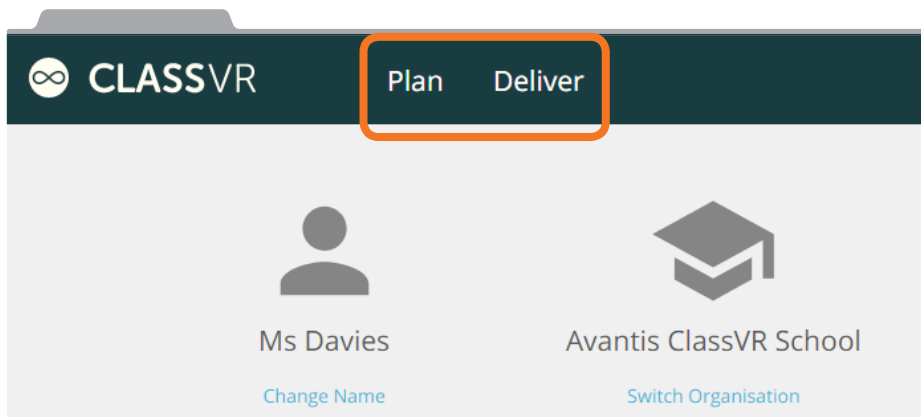 CLASSVR Plan Deliver
Ms Davies Avantis ClassVR School
Change Name Switch Organisation